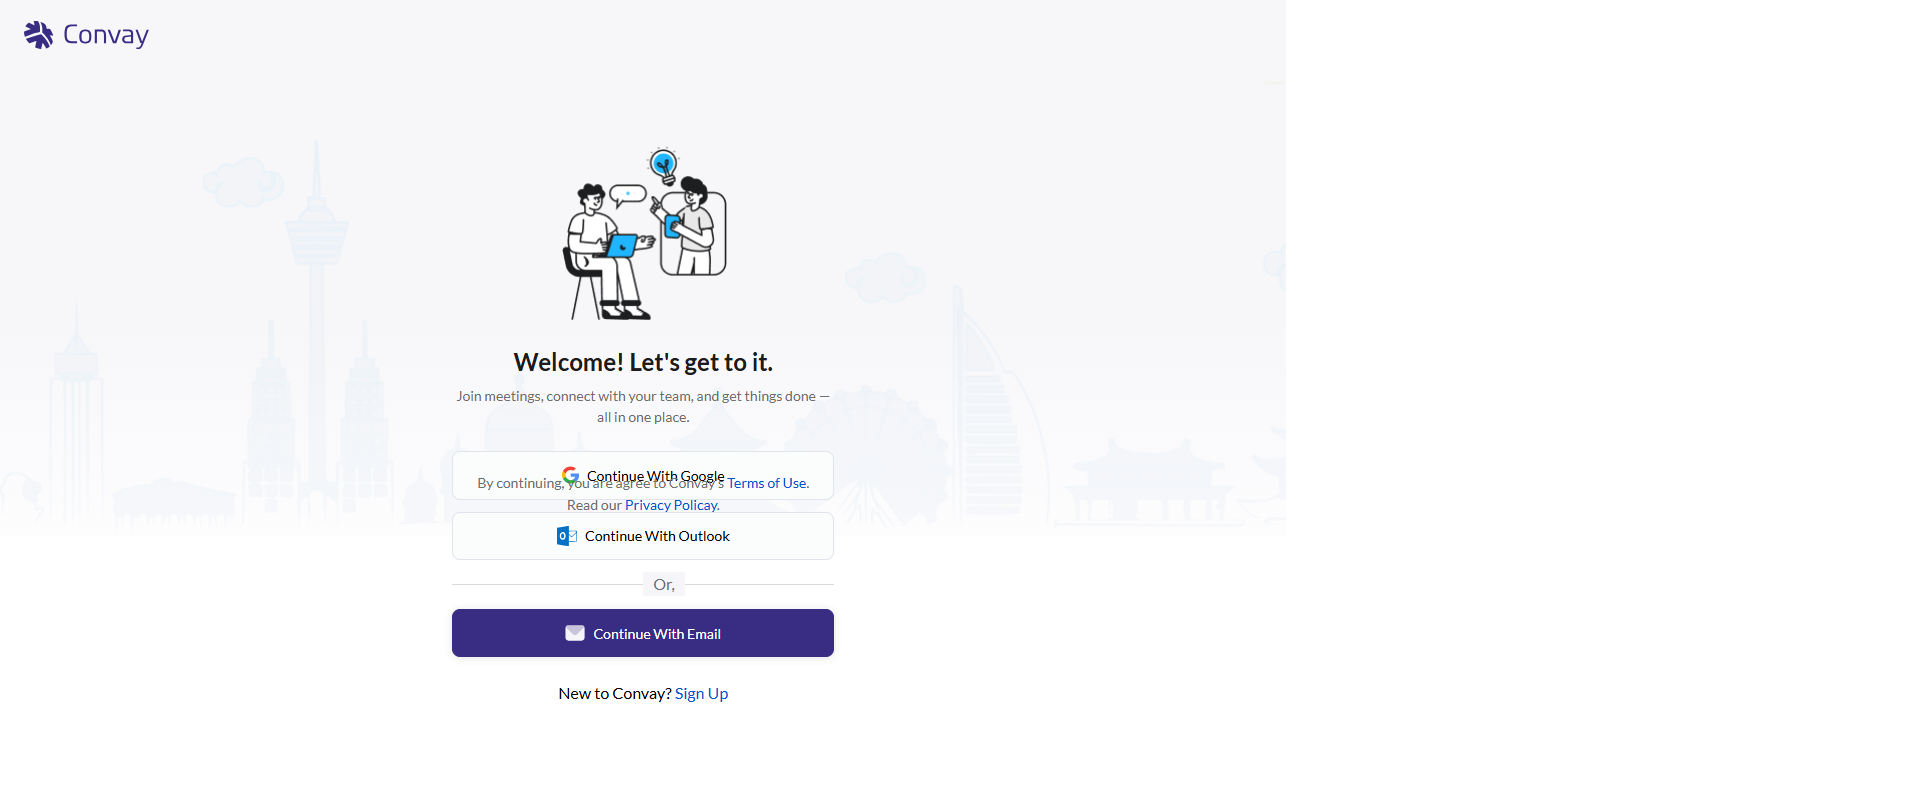 Convay
Welcome! Let's get to it.
Join meetings, connect with your team, and get things done —
all in one place.
Continue With Google
By continuing, you are agree to Convay's Terms of Use.
Read our Privacy Policay.
Continue With Outlook
Or,
Continue With Email
New to Convay? Sign Up